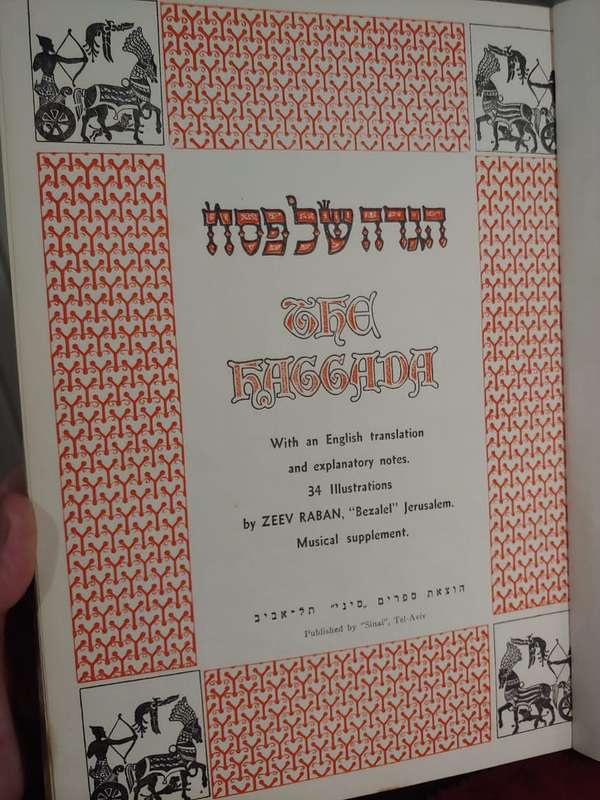 הגדה של פסח
THE
HAGGADA
With an English translation
and explanatory notes.
34 Illustrations
by ZEEV RABAN, "Bezalel" Jerusalem.
Musical supplement.
הוצאת ספרים „סיני” תל־אביב
Published by "Sinai", Tel-Aviv